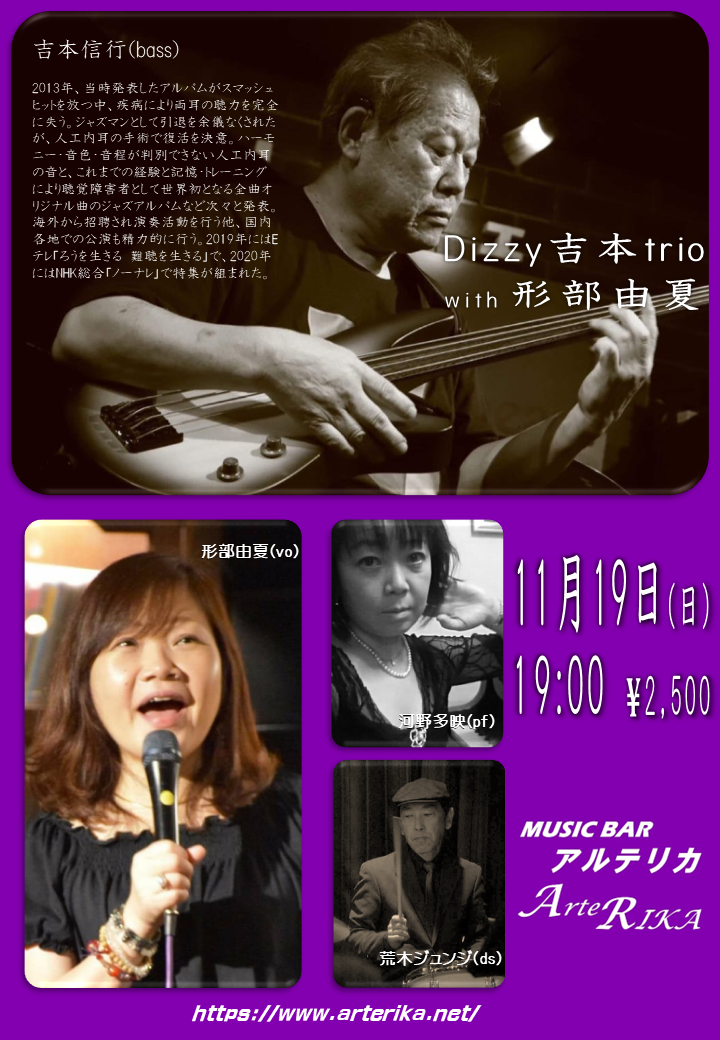 吉本信行(bass)
2013年、当時発表したアルバムがスマッシュ
ヒットを放つ中、疾病により両耳の聴力を完全
に失う。ジャズマンとして引退を余儀なくされた
が、人工内耳の手術で復活を決意。ハーモ
ニー・音色・音程が判別できない人工内耳
の音と、これまでの経験と記憶・トレーニング
により聴覚障害者として世界初となる全曲オ
リジナル曲のジャズアルバムなど次々と発表。
海外から招聘され演奏活動を行う他、国内
各地での公演も精力的に行う。2019年にはE
テレ「ろうを生きる 難聴を生きる」で、2020年
にはNHK総合「ノーナレ」で特集が組まれた。
Dizzy吉本trio
with 形部由夏
形部由夏(vo)
河野多映(pf)
荒木ジュンジ(ds)
11月19日(日)
19:00 ¥2,500
MUSIC BAR
アルテリカ
ArteRIKA
https://www.arterika.net/